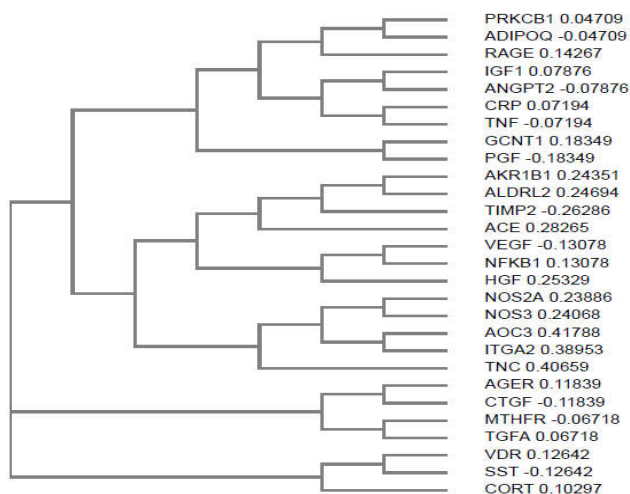 PRKCB1 0.04709
ADIPOQ -0.04709
RAGE 0.14267
IGF1 0.07876
ANGPT2 -0.07876
CRP 0.07194
TNF -0.07194
GCNT1 0.18349
PGF -0.18349
AKR1B1 0.24351
ALDRL2 0.24694
TIMP2 -0.26286
ACE 0.28265
VEGF -0.13078
NFKB1 0.13078
HGF 0.25329
NOS2A 0.23886
NOS3 0.24068
AOC3 0.41788
ITGA2 0.38953
TNC 0.40659
AGER 0.11839
CTGF -0.11839
MTHFR -0.06718
TGFA 0.06718
VDR 0.12642
SST -0.12642
CORT 0.10297